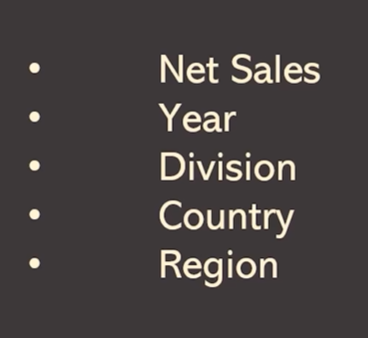 • Net Sales
• Year
• Division
• Country
• Region